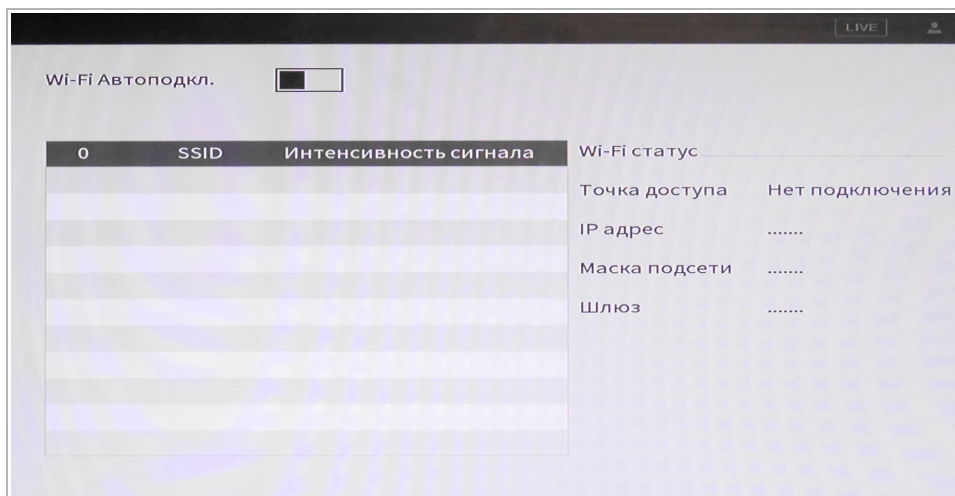 LIVE
Wi-Fi Автоподкл.
0 SSID Интенсивность сигнала
Wi-Fi статус
Точка доступа Нет подключения
IP адрес .......
Маска подсети .......
Шлюз .......